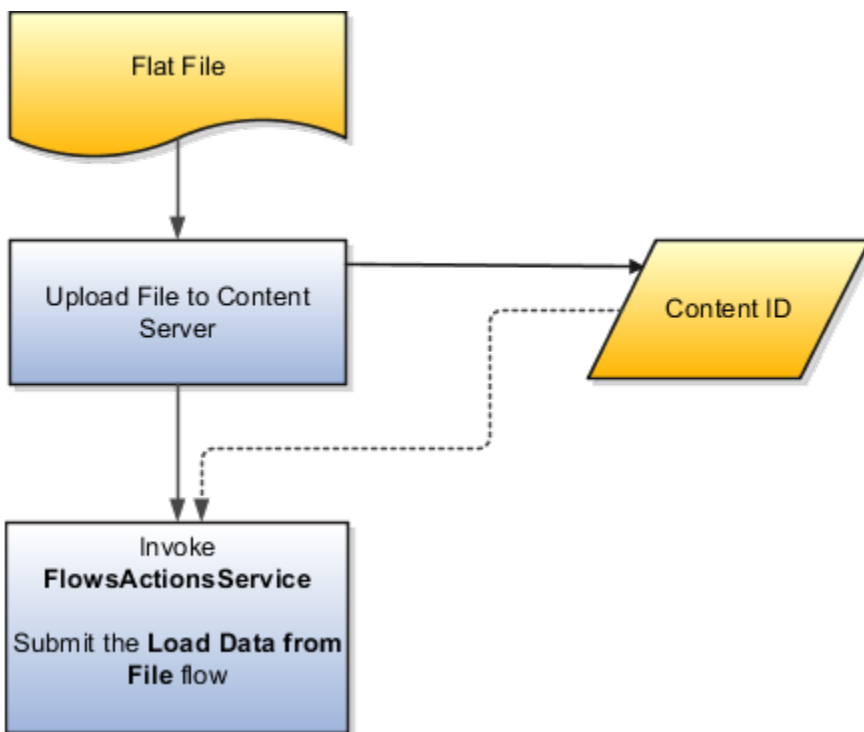 Flat File
Upload File to Content
Server
Content ID
Invoke
FlowsActionsService
Submit the Load Data from
File flow